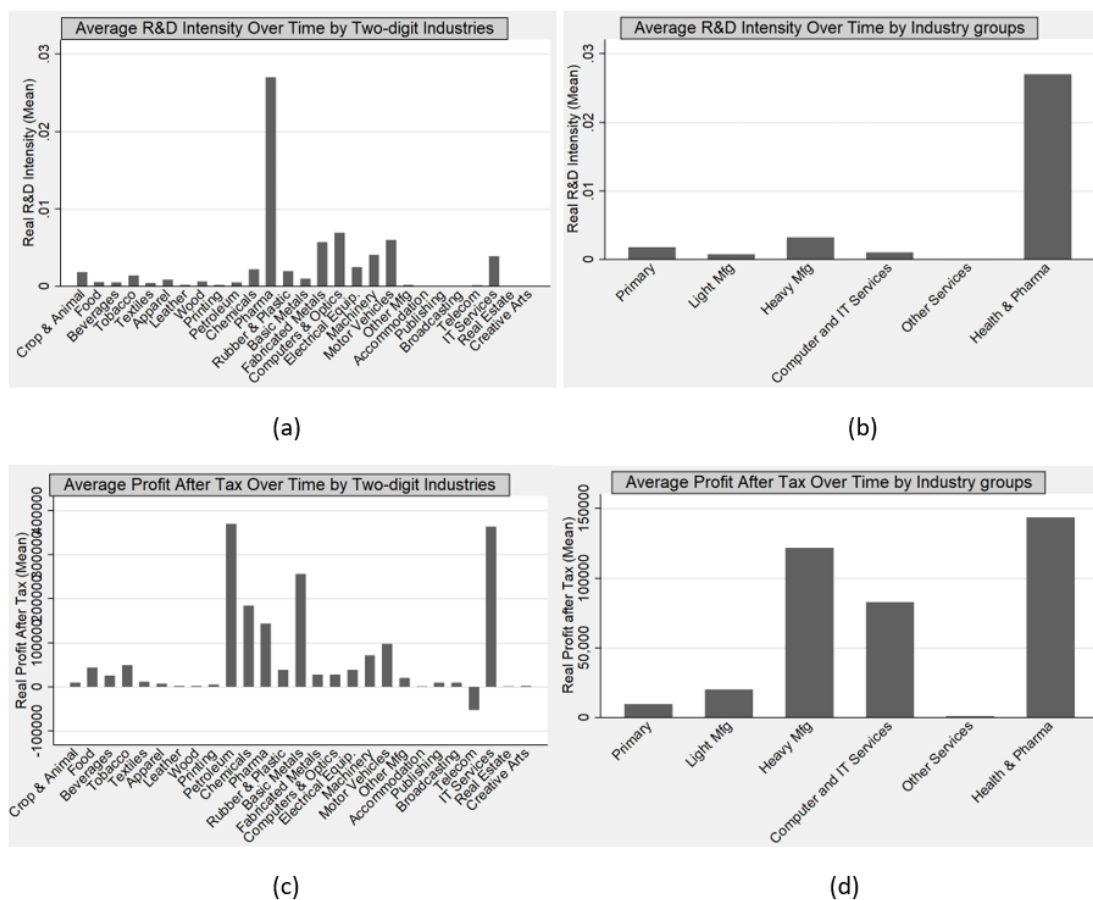 Average R&D Intensity Over Time by Two-digit Industries
Real R&D Intensity (Mean)
.03
.02
.01
0
Crop & Animal
Food
Beverages
Tobacco
Textiles
Apparel
Leather
Wood
Printing
Petroleum
Chemicals
Pharma
Rubber & Plastic
Basic Metals
Fabricated Metals
Computers & Optics
Electrical Equip.
Machinery
Motor Vehicles
Other Mfg
Accommodation
Publishing
Broadcasting
Telecom
IT Services
Real Estate
Creative Arts
(a)
Average R&D Intensity Over Time by Industry groups
Real R&D Intensity (Mean)
.03
.02
.01
0
Primary
Light Mfg
Heavy Mfg
Computer and IT Services
Other Services
Health & Pharma
(b)
Average Profit After Tax Over Time by Two-digit Industries
Real Profit After Tax (Mean)
400000
300000
200000
100000
0
-100000
Crop & Animal
Food
Beverages
Tobacco
Textiles
Apparel
Leather
Wood
Printing
Petroleum
Chemicals
Pharma
Rubber & Plastic
Basic Metals
Fabricated Metals
Computers & Optics
Electrical Equip.
Machinery
Motor Vehicles
Other Mfg
Accommodation
Publishing
Broadcasting
Telecom
IT Services
Real Estate
Creative Arts
(c)
Average Profit After Tax Over Time by Industry groups
Real Profit after Tax (Mean)
150000
100000
50,000
0
Primary
Light Mfg
Heavy Mfg
Computer and IT Services
Other Services
Health & Pharma
(d)